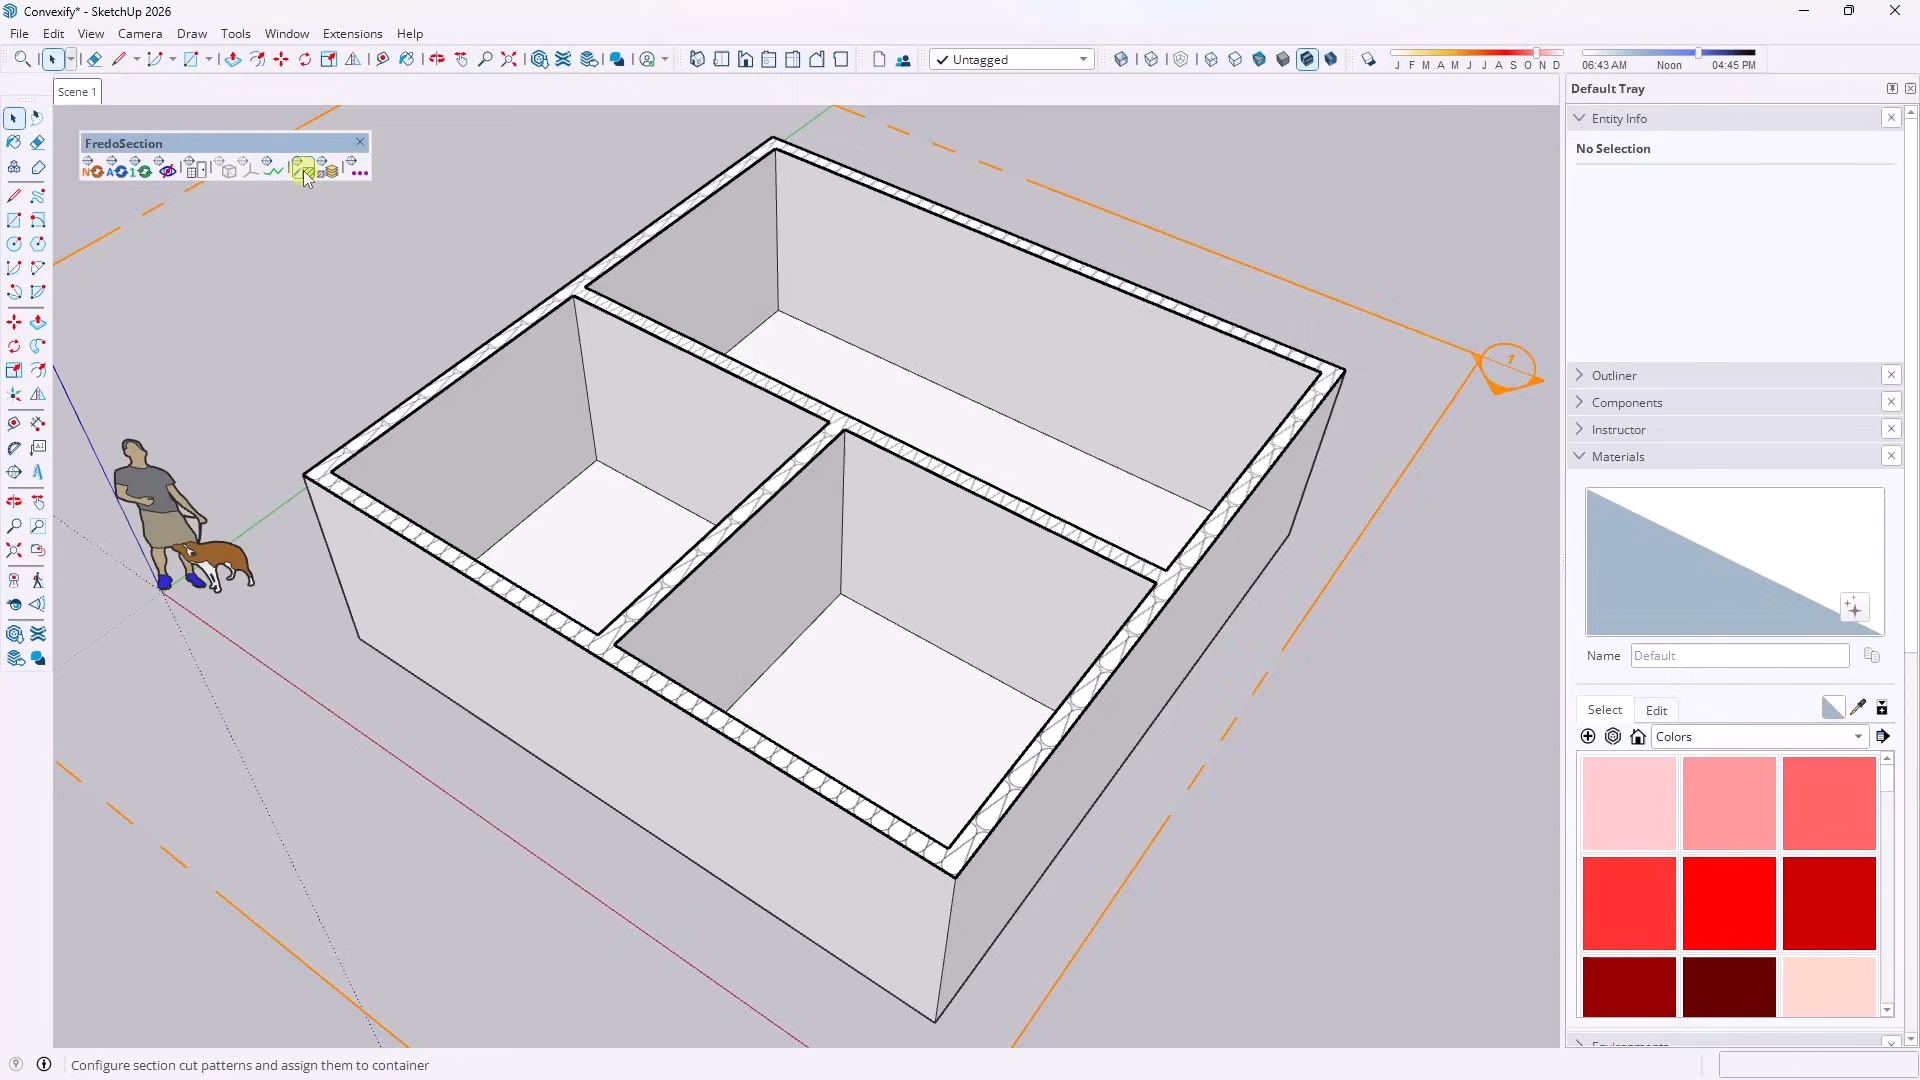 Convexify* - SketchUp 2026
File Edit View Camera Draw Tools Window Extensions Help
Untagged
J F M A M J J A S O N D
06:43 AM Noon 04:45 PM
Scene 1
Default Tray
Entity Info
No Selection
FredoSection
N A 1
1
Outliner
Components
Instructor
Materials
Name Default
Select Edit
Colors
Configure section cut patterns and assign them to container